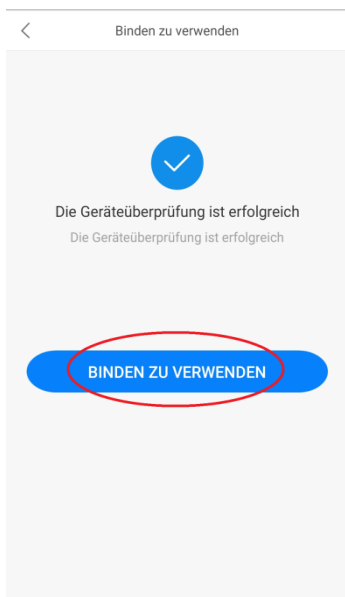 Binden zu verwenden
Die Geräteüberprüfung ist erfolgreich
Die Geräteüberprüfung ist erfolgreich
BINDEN ZU VERWENDEN